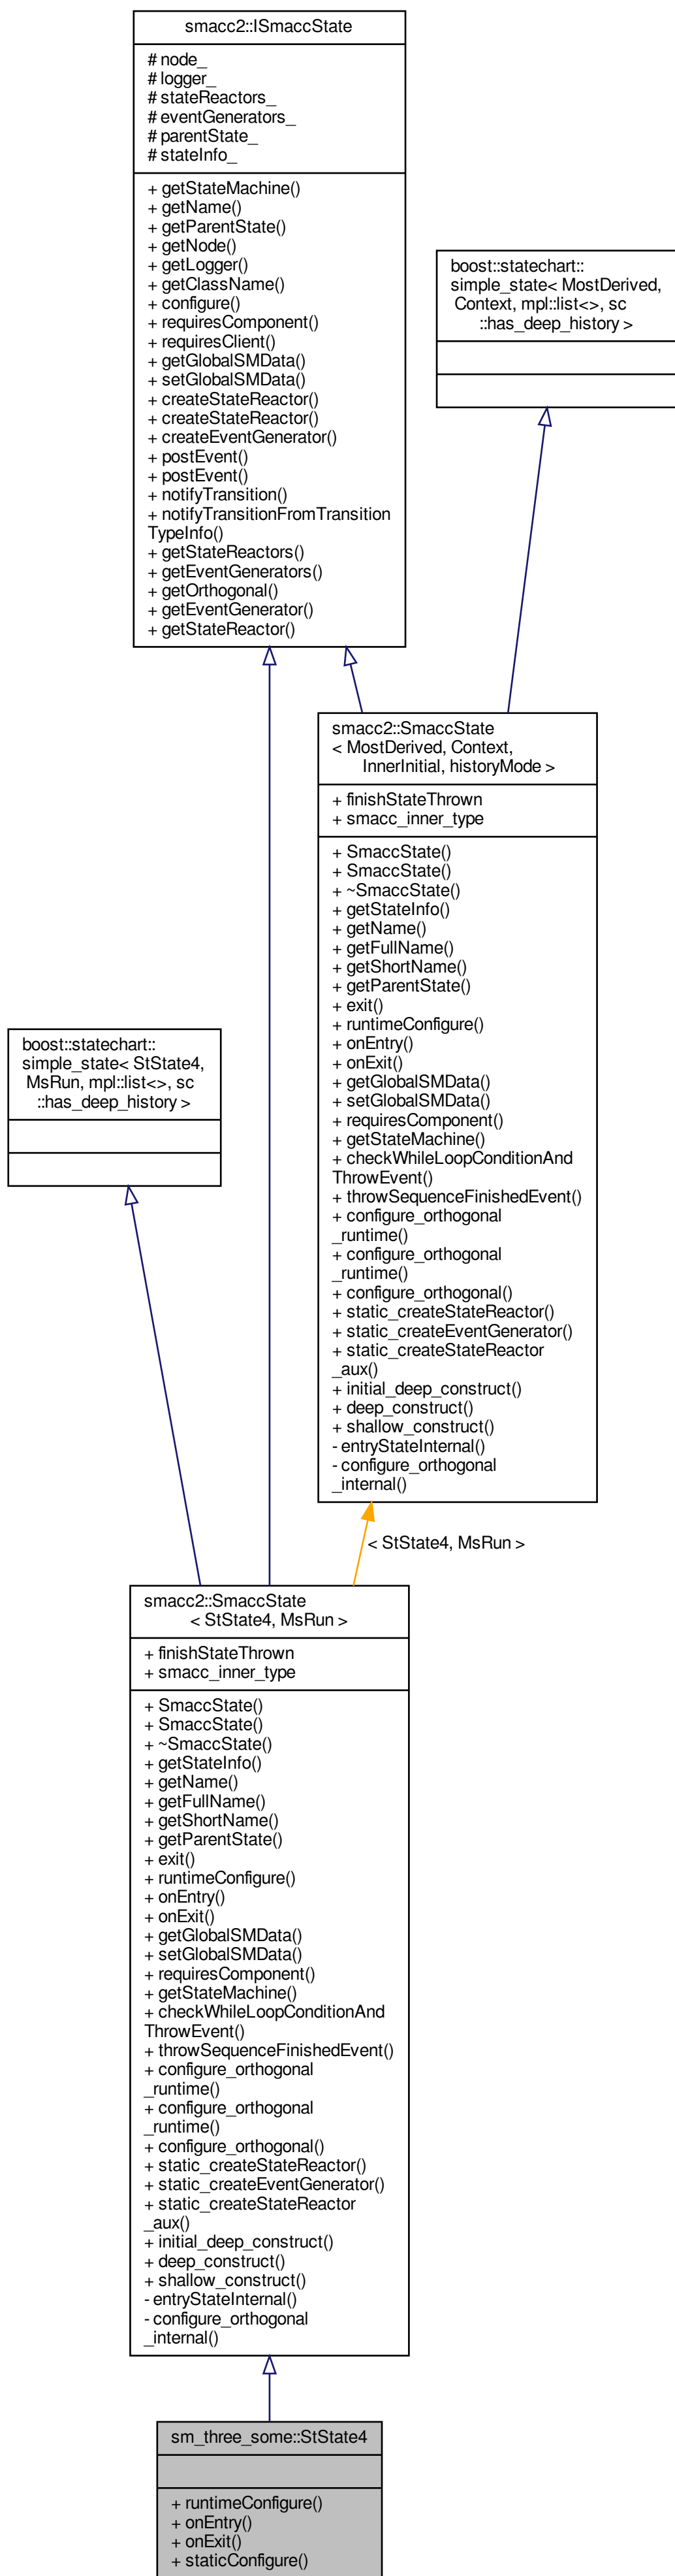 smacc2::ISmaccState
# node_
# logger_
# stateReactors_
# eventGenerators_
# parentState_
# stateInfo_
+ getStateMachine()
+ getName()
+ getParentState()
+ getNode()
+ getLogger()
+ getClassName()
+ configure()
+ requiresComponent()
+ requiresClient()
+ getGlobalSMData()
+ setGlobalSMData()
+ createStateReactor()
+ createStateReactor()
+ createEventGenerator()
+ postEvent()
+ postEvent()
+ notifyTransition()
+ notifyTransitionFromTransition
TypeInfo()
+ getStateReactors()
+ getEventGenerators()
+ getOrthogonal()
+ getEventGenerator()
+ getStateReactor()
boost::statechart::
simple_state< MostDerived,
Context, mpl::list<>, sc
::has_deep_history >
smacc2::SmaccState
< MostDerived, Context,
InnerInitial, historyMode >
+ finishStateThrown
+ smacc_inner_type
+ SmaccState()
+ SmaccState()
+ ~SmaccState()
+ getStateInfo()
+ getName()
+ getFullName()
+ getShortName()
+ getParentState()
+ exit()
+ runtimeConfigure()
+ onEntry()
+ onExit()
+ getGlobalSMData()
+ setGlobalSMData()
+ requiresComponent()
+ getStateMachine()
+ checkWhileLoopConditionAnd
ThrowEvent()
+ throwSequenceFinishedEvent()
+ configure_orthogonal
_runtime()
+ configure_orthogonal
_runtime()
+ configure_orthogonal()
+ static_createStateReactor()
+ static_createEventGenerator()
+ static_createStateReactor
_aux()
+ initial_deep_construct()
+ deep_construct()
+ shallow_construct()
- entryStateInternal()
- configure_orthogonal
_internal()
boost::statechart::
simple_state< StState4,
MsRun, mpl::list<>, sc
::has_deep_history >
< StState4, MsRun >
smacc2::SmaccState
< StState4, MsRun >
+ finishStateThrown
+ smacc_inner_type
+ SmaccState()
+ SmaccState()
+ ~SmaccState()
+ getStateInfo()
+ getName()
+ getFullName()
+ getShortName()
+ getParentState()
+ exit()
+ runtimeConfigure()
+ onEntry()
+ onExit()
+ getGlobalSMData()
+ setGlobalSMData()
+ requiresComponent()
+ getStateMachine()
+ checkWhileLoopConditionAnd
ThrowEvent()
+ throwSequenceFinishedEvent()
+ configure_orthogonal
_runtime()
+ configure_orthogonal
_runtime()
+ configure_orthogonal()
+ static_createStateReactor()
+ static_createEventGenerator()
+ static_createStateReactor
_aux()
+ initial_deep_construct()
+ deep_construct()
+ shallow_construct()
- entryStateInternal()
- configure_orthogonal
_internal()
sm_three_some::StState4
+ runtimeConfigure()
+ onEntry()
+ onExit()
+ staticConfigure()